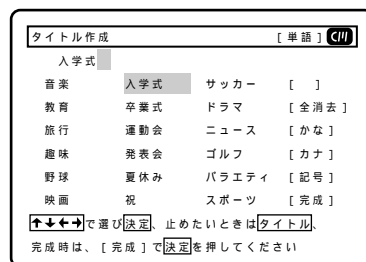 タイトル作成 [単語] CM
入学式
音楽 入学式 サッカー [ ]
教育 卒業式 ドラマ [全消去]
旅行 運動会 ニュース [かな]
趣味 発表会 ゴルフ [カナ]
野球 夏休み バラエティ [記号]
映画 祝 スポーツ [完成]
↑↓←→で選び決定、止めたいときはタイトル、
完成時は、[完成]で決定を押してください